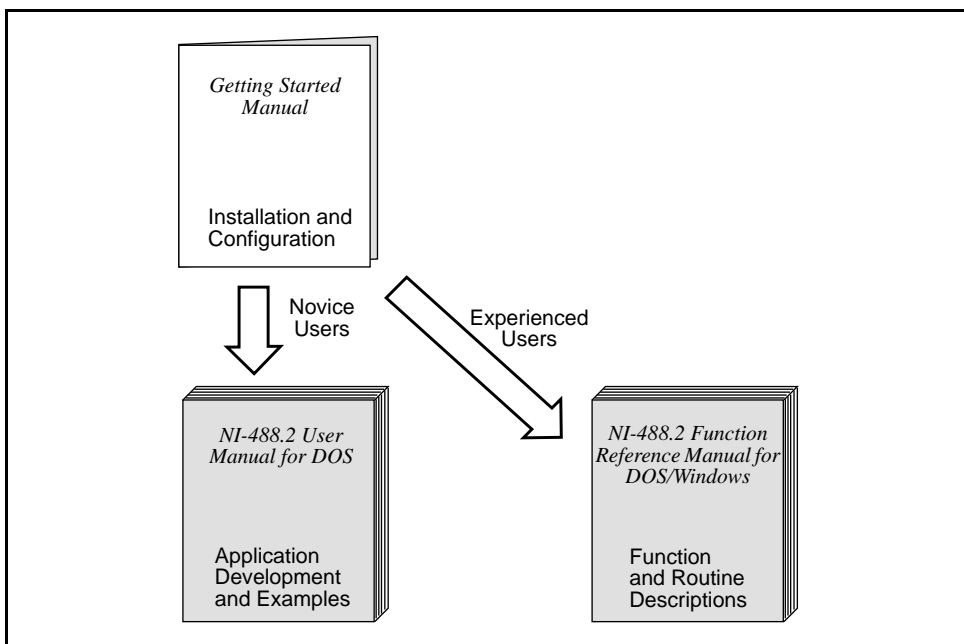 Getting Started
Manual
Installation and
Configuration
Novice
Users
Experienced
Users
NI-488.2 User
Manual for DOS
Application
Development
and Examples
NI-488.2 Function
Reference Manual for
DOS/Windows
Function
and Routine
Descriptions